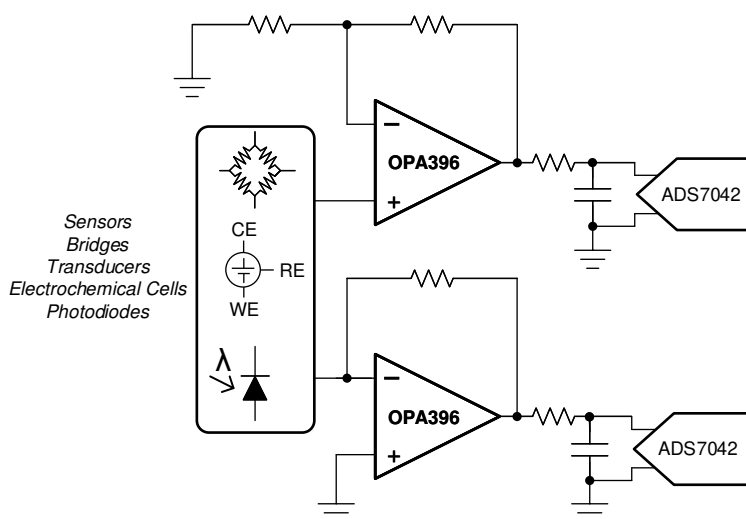 OPA396
ADS7042
Sensors
Bridges
Transducers
Electrochemical Cells
Photodiodes
CE
RE
WE
λ
OPA396
ADS7042